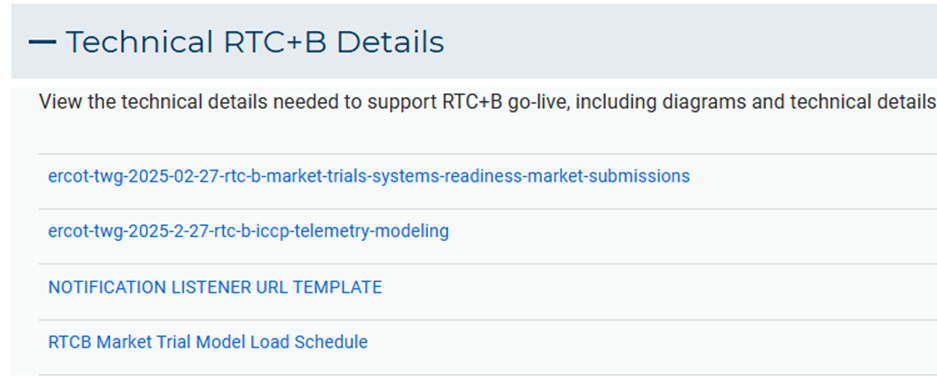 Technical RTC+B Details
View the technical details needed to support RTC+B go-live, including diagrams and technical details
ercot-twg-2025-02-27-rtc-b-market-trials-systems-readiness-market-submissions
ercot-twg-2025-2-27-rtc-b-iccp-telemetry-modeling
NOTIFICATION LISTENER URL TEMPLATE
RTCB Market Trial Model Load Schedule